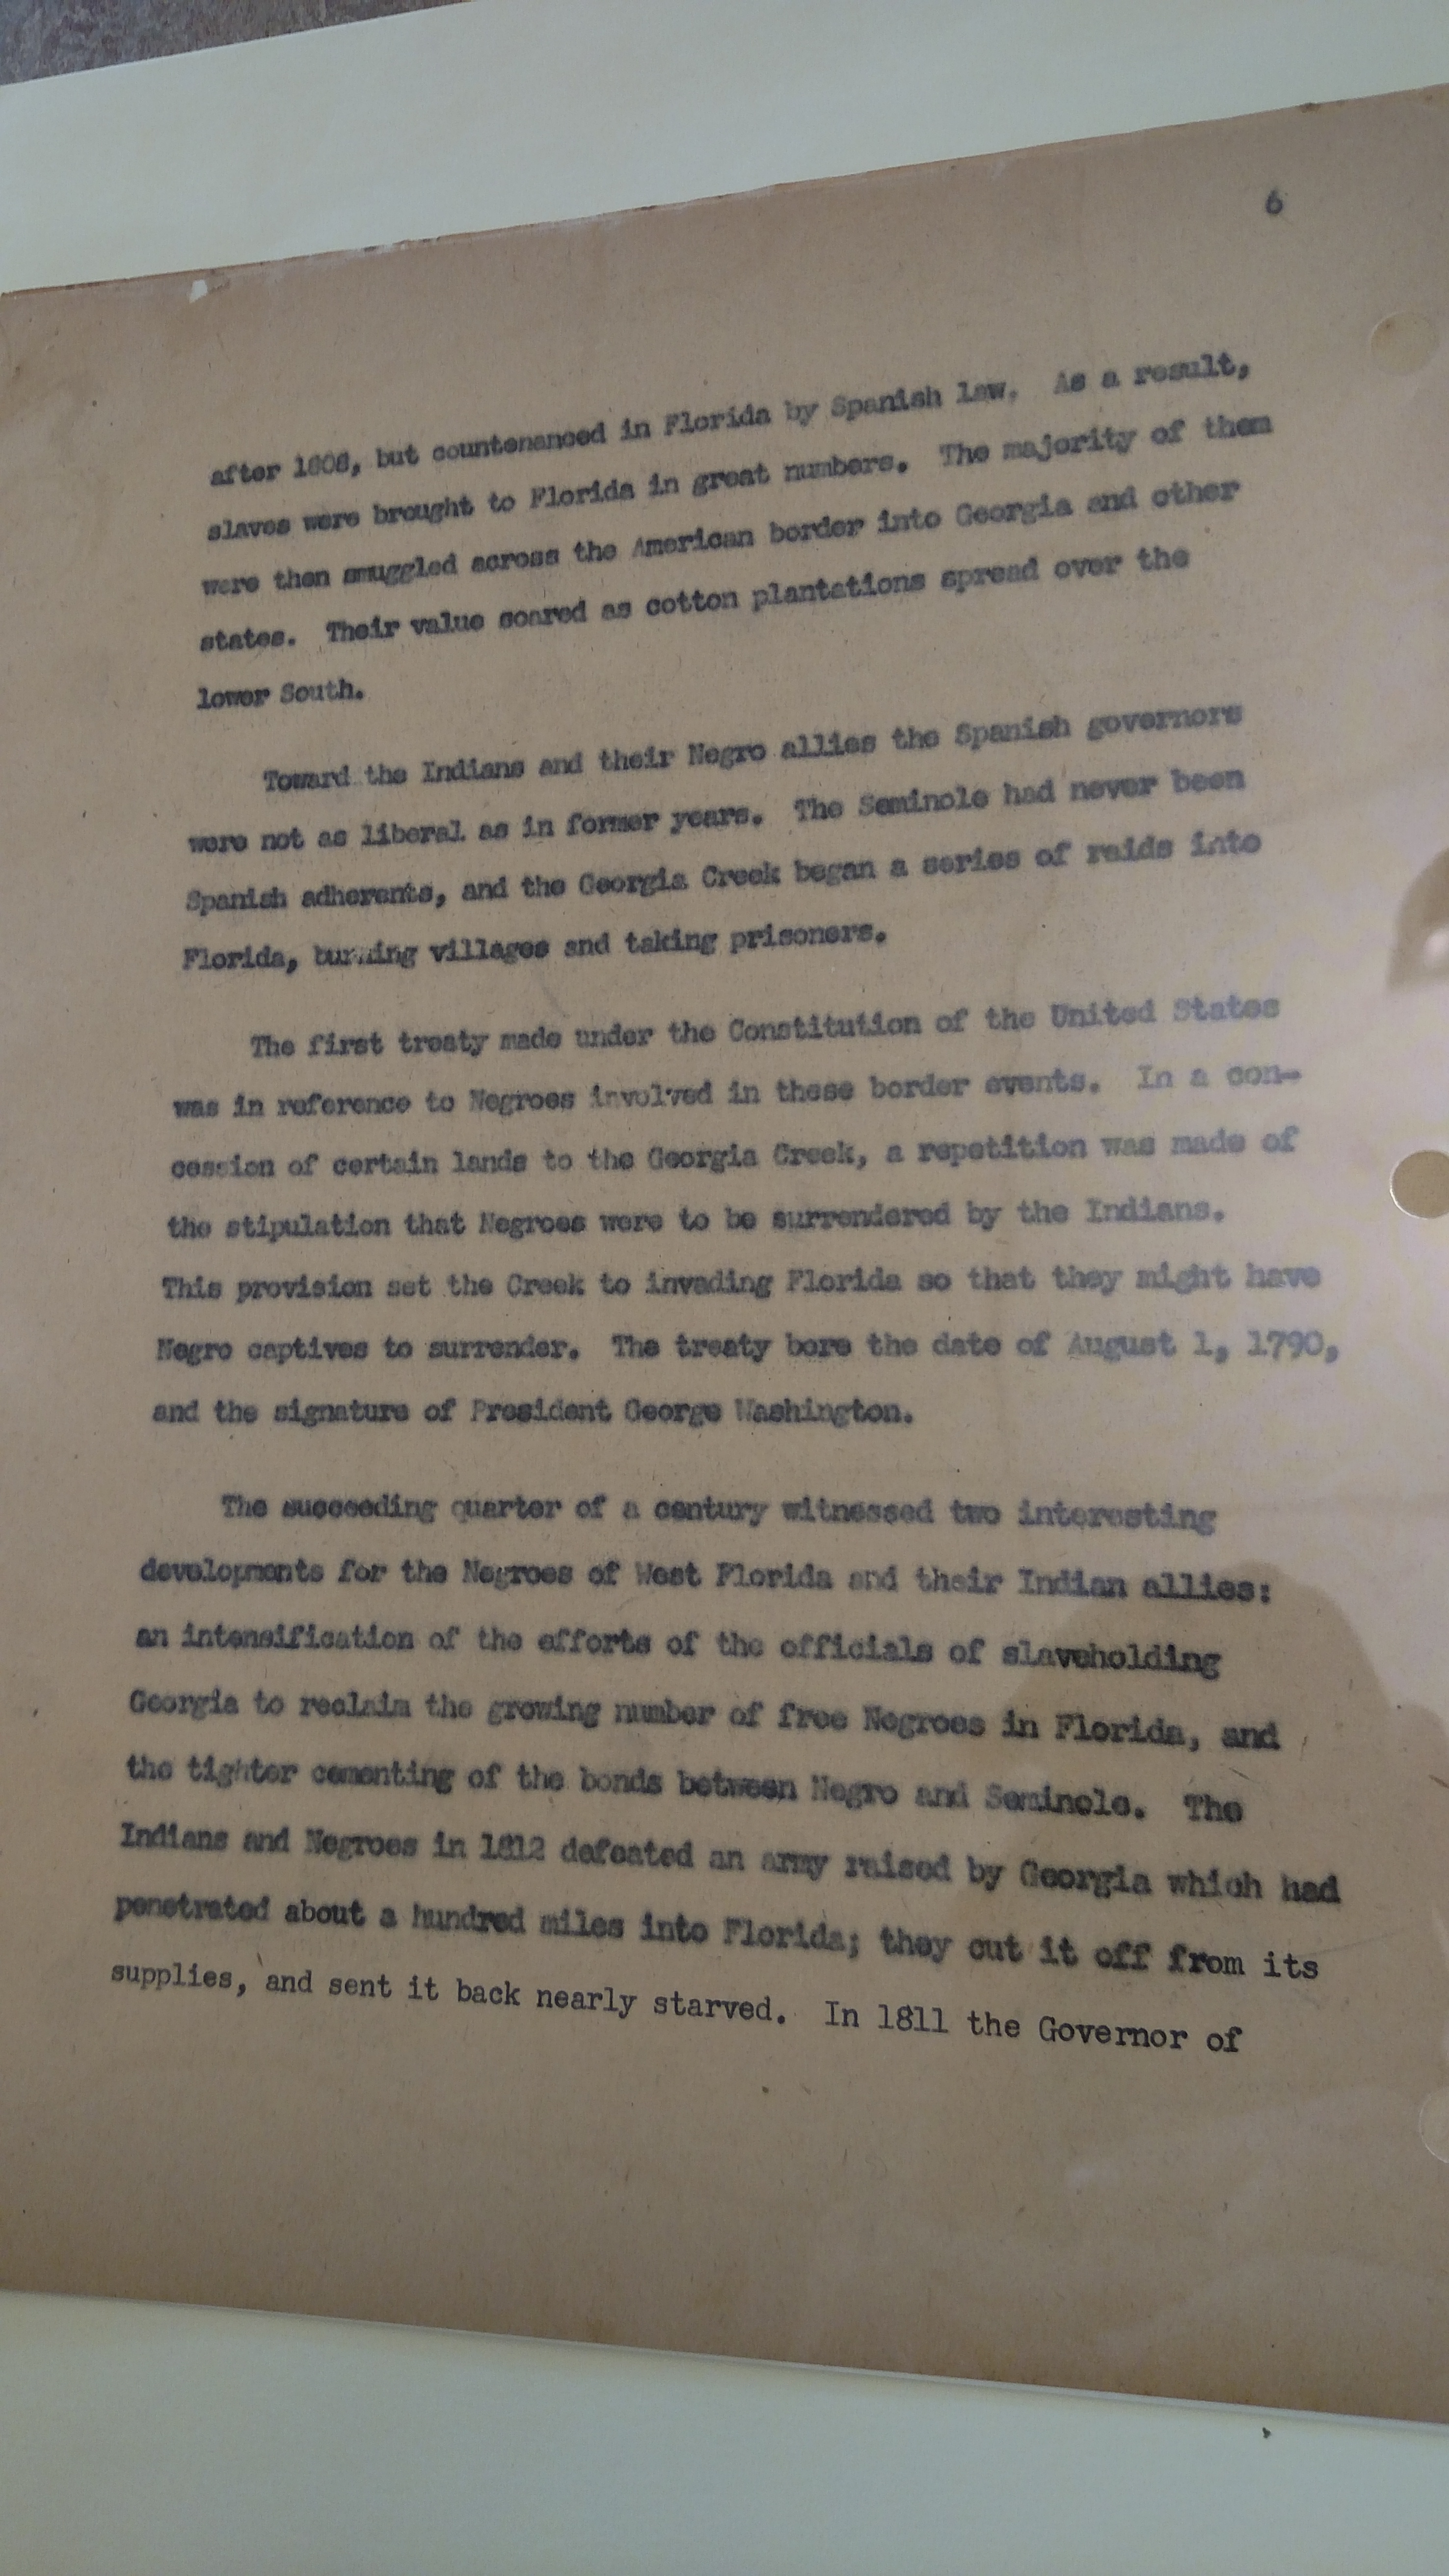 6
after 1808, but countenanced in Florida by Spanish law. As a result,
slaves were brought to Florida in great numbers. The majority of them
were then smuggled across the American border into Georgia and other
states. Their value soared as cotton plantations spread over the
lower South.
Toward the Indians and their Negro allies the Spanish governors
were not as liberal as in former years. The Seminole had never been
Spanish adherents, and the Georgia Creek began a series of raids into
Florida, burning villages and taking prisoners.
The first treaty made under the Constitution of the United States
was in reference to Negroes involved in these border events. In a con-
cession of certain lands to the Georgia Creek, a repetition was made of
the stipulation that Negroes were to be surrendered by the Indians.
This provision set the Creek to invading Florida so that they might have
Negro captives to surrender. The treaty bore the date of August 1, 1790,
and the signature of President George Washington.
The succeeding quarter of a century witnessed two interesting
developments for the Negroes of West Florida and their Indian allies:
an intensification of the efforts of the officials of slaveholding
Georgia to reclaim the growing number of free Negroes in Florida, and
the tighter cementing of the bonds between Negro and Seminole. The
Indians and Negroes in 1812 defeated an army raised by Georgia which had
penetrated about a hundred miles into Florida; they cut it off from its
supplies, and sent it back nearly starved. In 1811 the Governor of